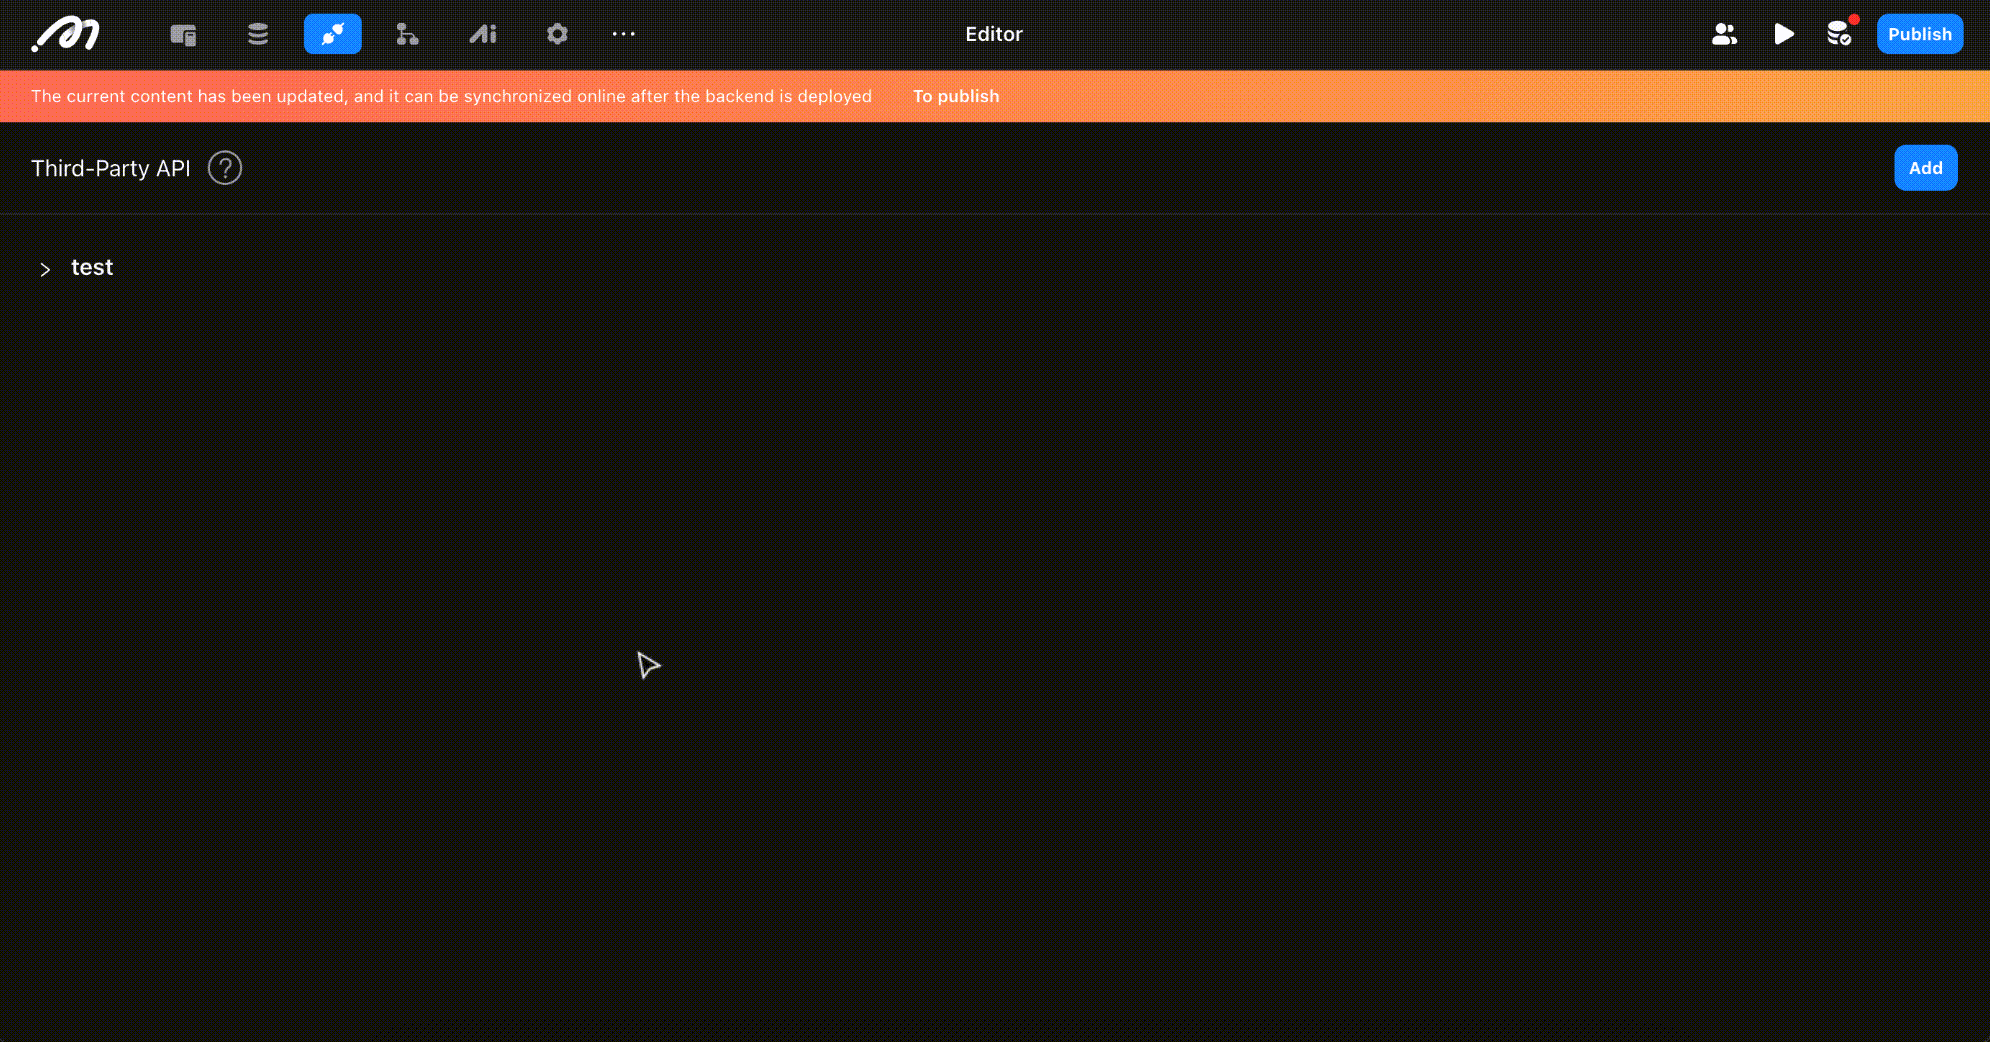 Editor
Publish
The current content has been updated, and it can be synchronized online after the backend is deployed To publish
Third-Party API ?
Add
test